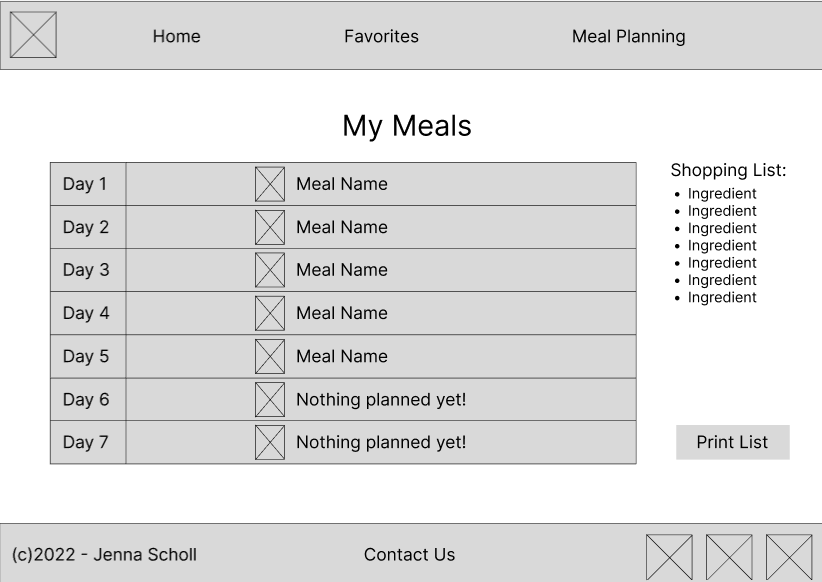 Home Favorites Meal Planning
My Meals
Day 1 Meal Name
Day 2 Meal Name
Day 3 Meal Name
Day 4 Meal Name
Day 5 Meal Name
Day 6 Nothing planned yet!
Day 7 Nothing planned yet!
Shopping List:
• Ingredient
• Ingredient
• Ingredient
• Ingredient
• Ingredient
• Ingredient
• Ingredient
Print List
(c)2022 - Jenna Scholl Contact Us